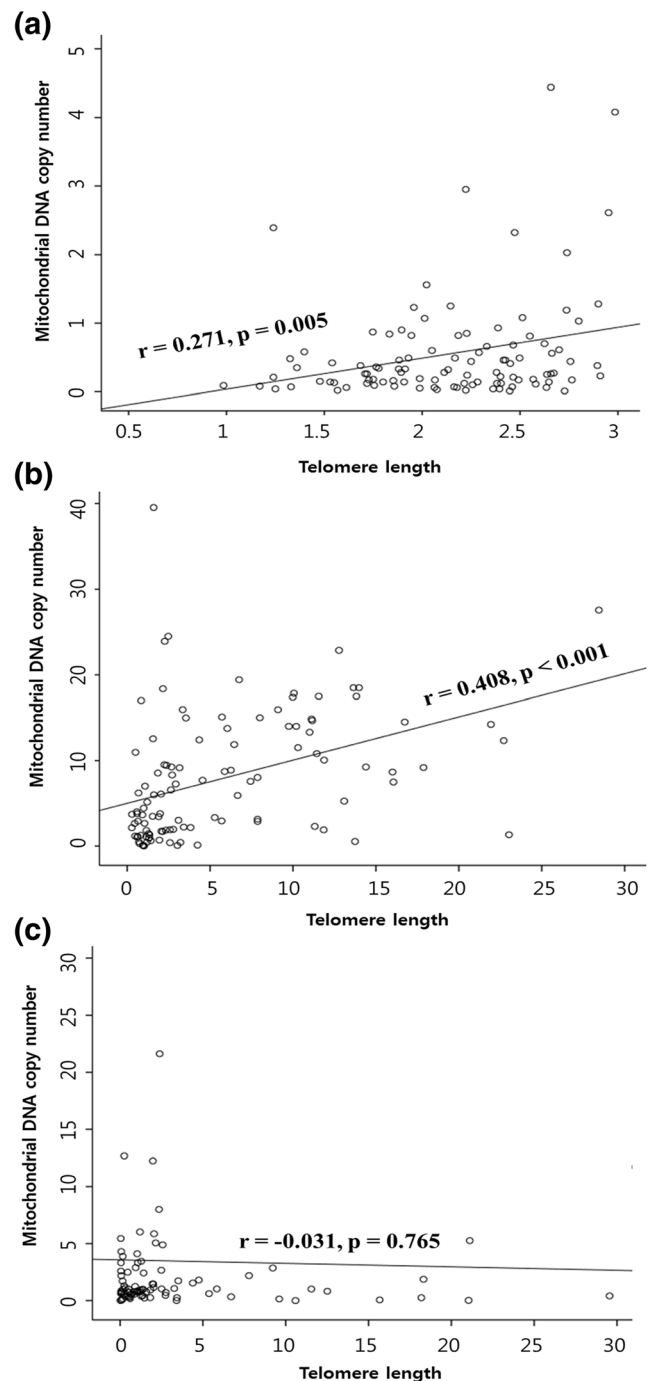 (a)
Mitochondrial DNA copy number
5
4
3
2
1
0
r = 0.271, p = 0.005
0.5 1 1.5 2 2.5 3
Telomere length
(b)
Mitochondrial DNA copy number
40
30
20
10
0
r = 0.408, p < 0.001
0 5 10 15 20 25 30
Telomere length
(c)
Mitochondrial DNA copy number
30
25
20
15
10
5
0
r = -0.031, p = 0.765
0 5 10 15 20 25 30
Telomere length